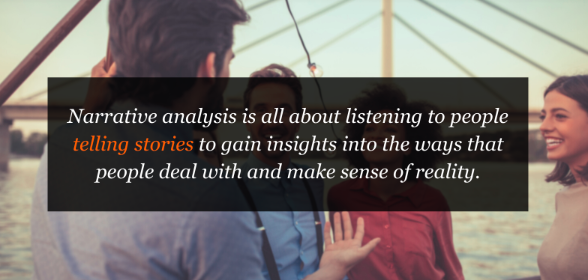 Narrative analysis is all about listening to people
telling stories to gain insights into the ways that
people deal with and make sense of reality.